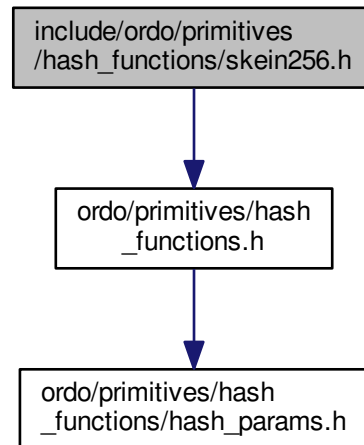 include/ordo/primitives
/hash_functions/skein256.h
ordo/primitives/hash
_functions.h
ordo/primitives/hash
_functions/hash_params.h